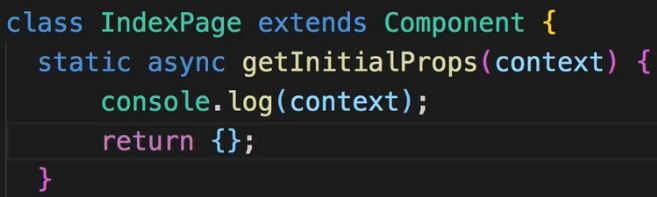 class IndexPage extends Component {
  static async getInitialProps(context) {
      console.log(context);
      return {};
  }